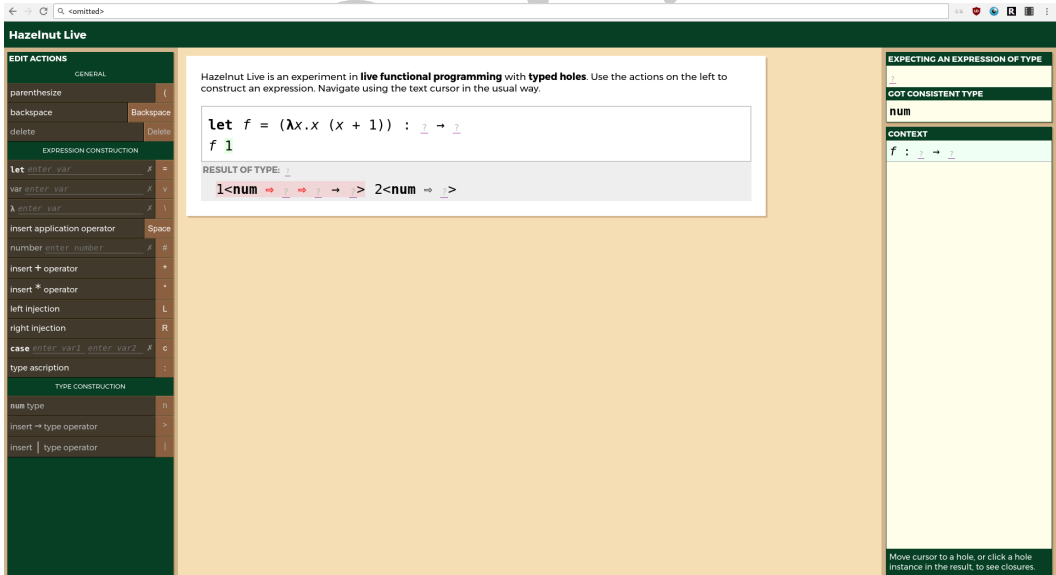 <omitted>
Hazelnut Live
EDIT ACTIONS
GENERAL
parenthesize (
backspace Backspace
delete Delete
EXPRESSION CONSTRUCTION
let enter var ✗ =
var enter var ✗ v
λ enter var ✗ \
insert application operator Space
number enter number ✗ #
insert + operator +
insert * operator *
left injection L
right injection R
case enter var1 enter var2 ✗ c
type ascription :
TYPE CONSTRUCTION
num type n
insert → type operator >
insert | type operator |
Hazelnut Live is an experiment in live functional programming with typed holes. Use the actions on the left to
construct an expression. Navigate using the text cursor in the usual way.
let f = (λx.x (x + 1)) : ? → ?
f 1
RESULT OF TYPE: ?
1<num ⇨ ? ⇨ ? → ?> 2<num ⇨ ?>
EXPECTING AN EXPRESSION OF TYPE
?
GOT CONSISTENT TYPE
num
CONTEXT
f : ? → ?
Move cursor to a hole, or click a hole
instance in the result, to see closures.